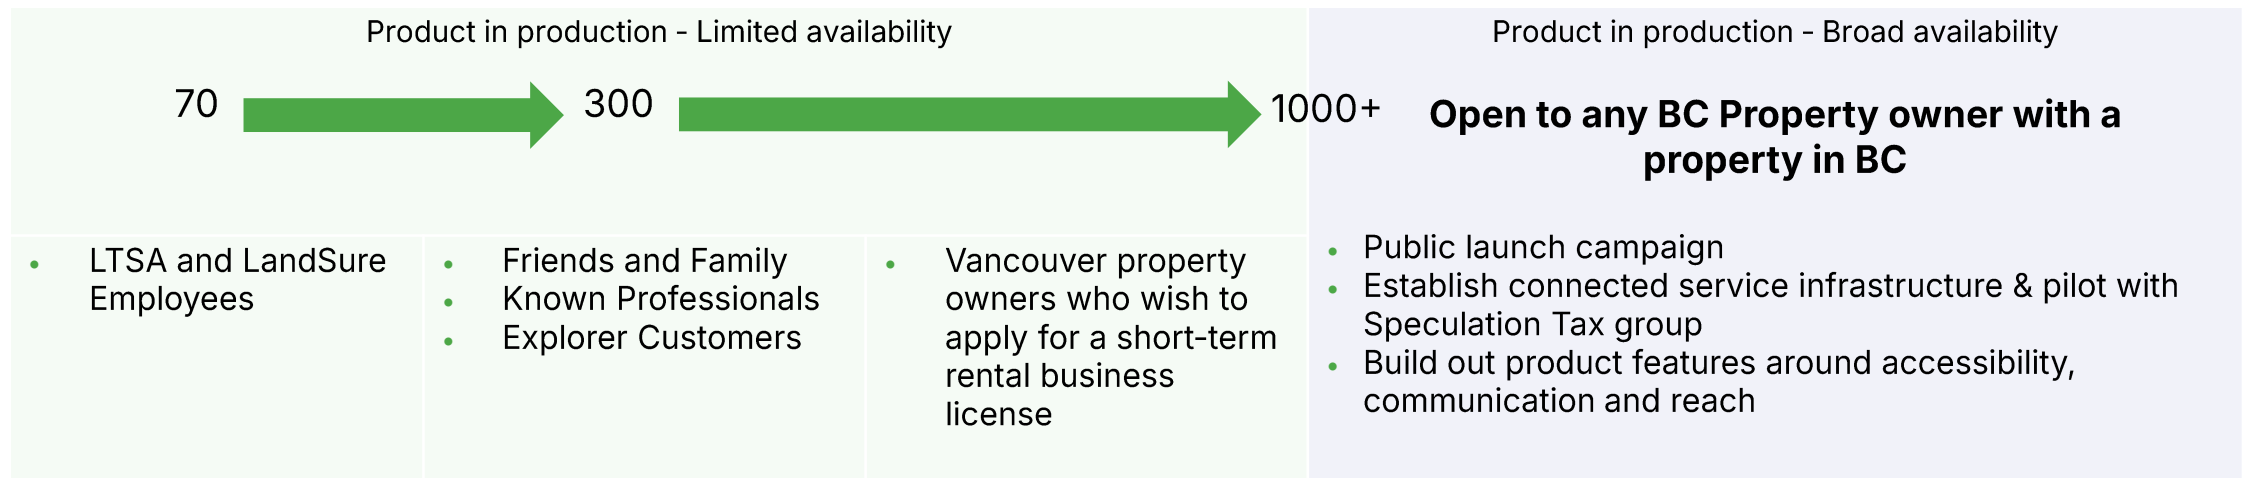 Product in production - Limited availability
70
300
1000+
LTSA and LandSure
Employees
Friends and Family
Known Professionals
Explorer Customers
Vancouver property
owners who wish to
apply for a short-term
rental business
license
Product in production - Broad availability
Open to any BC Property owner with a
property in BC
Public launch campaign
Establish connected service infrastructure & pilot with
Speculation Tax group
Build out product features around accessibility,
communication and reach